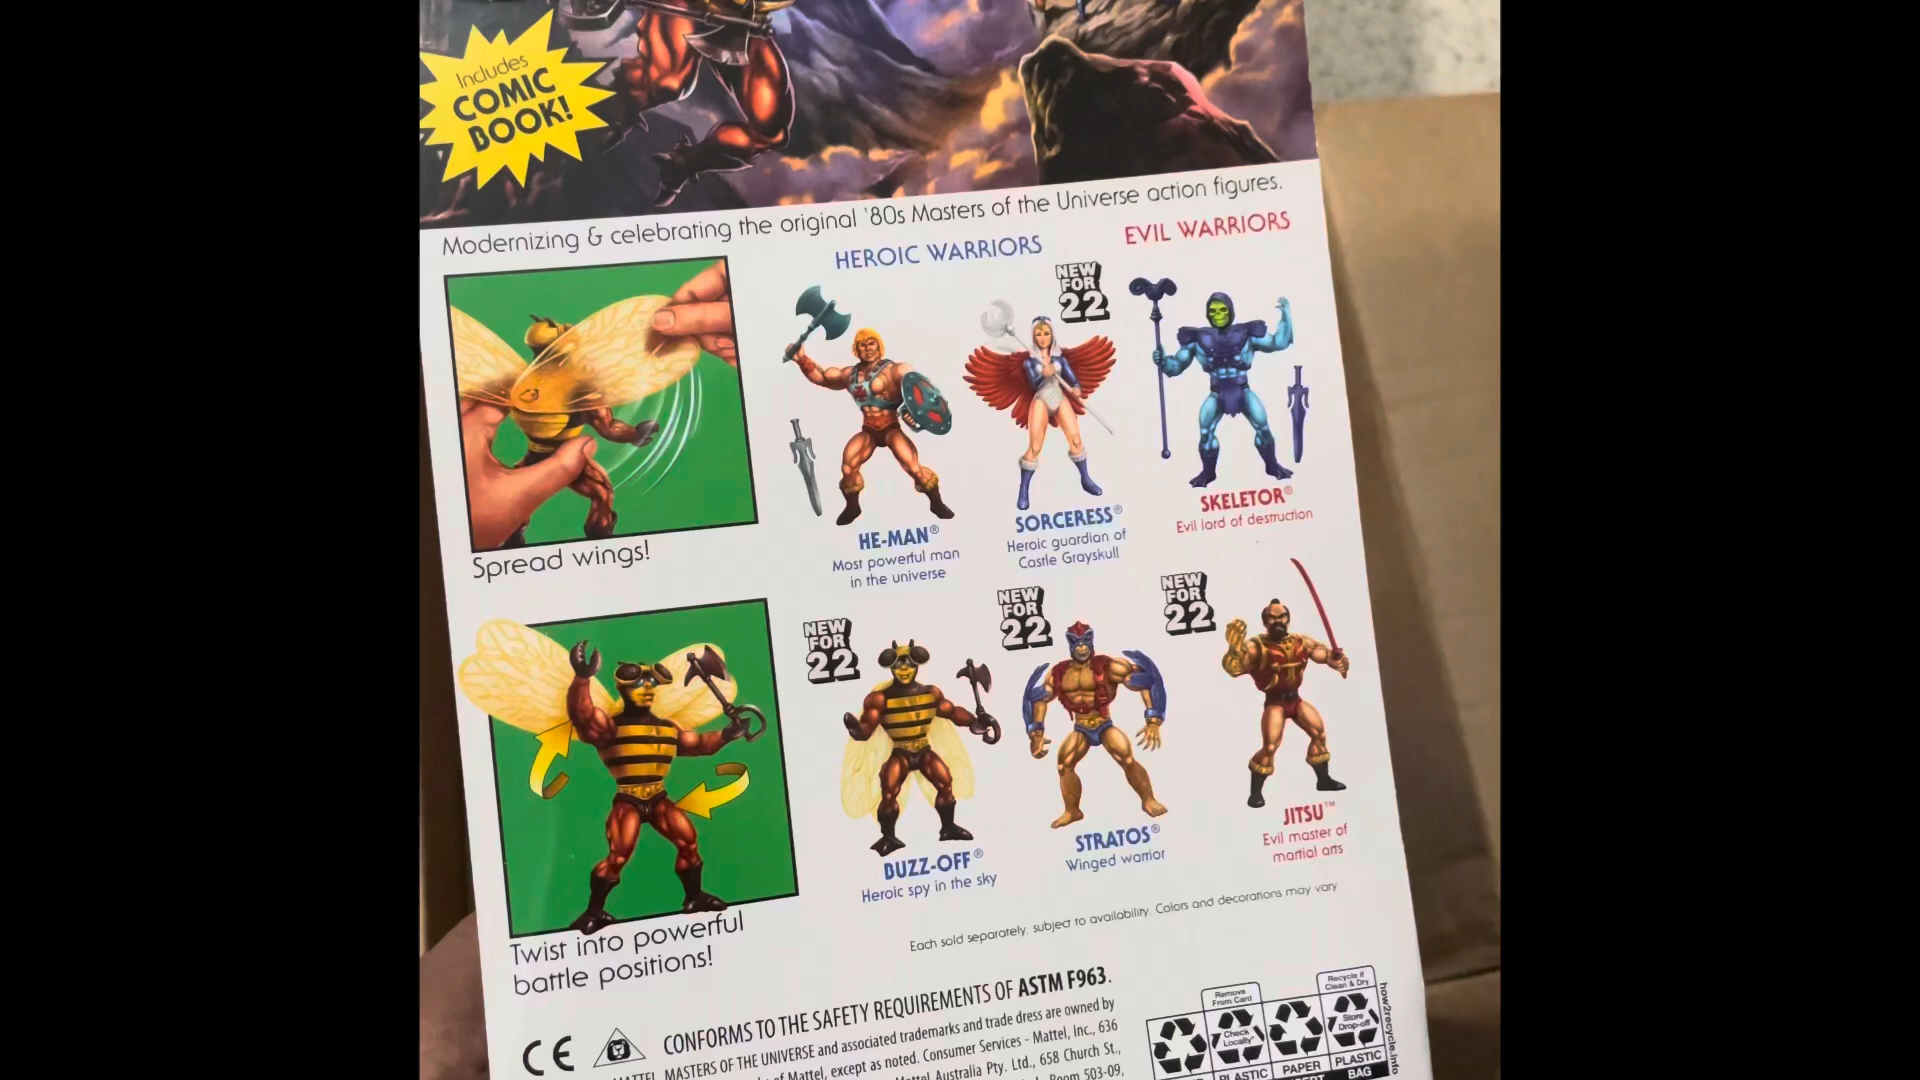 Includes
COMIC
BOOK!
Modernizing & celebrating the original '80s Masters of the Universe action figures.
HEROIC WARRIORS
EVIL WARRIORS
NEW
FOR
22
HE-MAN®
Most powerful man
in the universe
SORCERESS®
Heroic guardian of
Castle Grayskull
SKELETOR®
Evil lord of destruction
Spread wings!
NEW
FOR
22
NEW
FOR
22
NEW
FOR
22
BUZZ-OFF®
Heroic spy in the sky
STRATOS®
Winged warrior
JITSU™
Evil master of
martial arts
Twist into powerful
battle positions!
Each sold separately, subject to availability. Colors and decorations may vary
CE
CONFORMS TO THE SAFETY REQUIREMENTS OF ASTM F963.
MASTERS OF THE UNIVERSE and associated trademarks and trade dress are owned by
of Mattel, except as noted. Consumer Services - Mattel, Inc., 636
Australia Pty. Ltd., 658 Church St.,
Room 503-09,
Remove
From Card
Recycle if
Clean & Dry
Check
Locally*
Store
Drop-off
PLASTIC
PAPER
PLASTIC
BAG
how2recycle.info